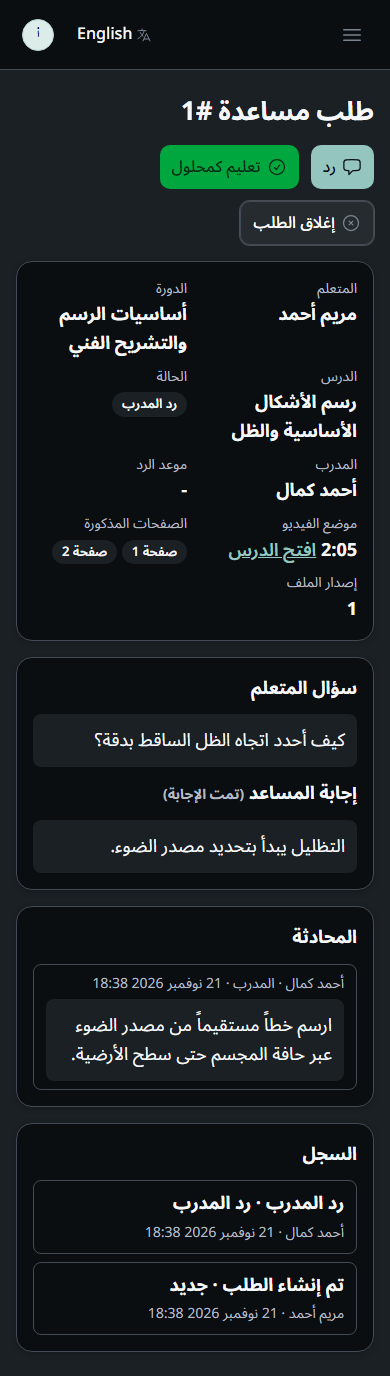 English
i
طلب مساعدة #1
رد
تعليم كمحلول
إغلاق الطلب
المتعلم
مريم أحمد
الدورة
أساسيات الرسم
والتشريح الفني
الدرس
رسم الأشكال
الأساسية والظل
الحالة
رد المدرب
المدرب
أحمد كمال
موعد الرد
-
موضع الفيديو
2:05 افتح الدرس
الصفحات المذكورة
صفحة 1 صفحة 2
إصدار الملف
1
سؤال المتعلم
كيف أحدد اتجاه الظل الساقط بدقة؟
إجابة المساعد (تمت الإجابة)
التظليل يبدأ بتحديد مصدر الضوء.
المحادثة
أحمد كمال · المدرب · 21 نوفمبر 2026 18:38
ارسم خطاً مستقيماً من مصدر الضوء
عبر حافة المجسم حتى سطح الأرضية.
السجل
رد المدرب · رد المدرب
أحمد كمال · 21 نوفمبر 2026 18:38
تم إنشاء الطلب · جديد
مريم أحمد · 21 نوفمبر 2026 18:38